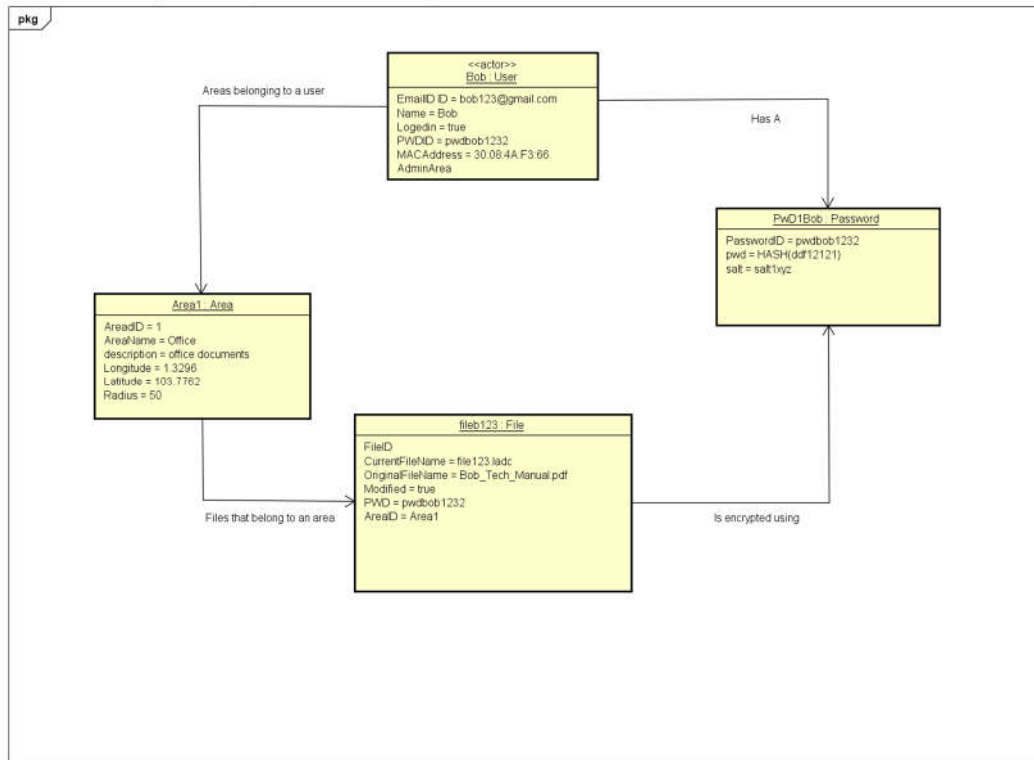 pkg
<<actor>>
Bob : User
EmailID ID = bob123@gmail.com
Name = Bob
Logedin = true
PWDID = pwdbob1232
MACAddress = 30:08:4A:F3:66
AdminArea
Areas belonging to a user
Has A
PwD1Bob : Password
PasswordID = pwdbob1232
pwd = HASH(ddf12121)
salt = salt1xyz
Area1 : Area
AreadID = 1
AreaName = Office
description = office documents
Longitude = 1.3296
Latitude = 103.7762
Radius = 50
fileb123 : File
FileID
CurrentFileName = file123.ladc
OriginalFileName = Bob_Tech_Manual.pdf
Modified = true
PWD = pwdbob1232
AreaID = Area1
Files that belong to an area
Is encrypted using